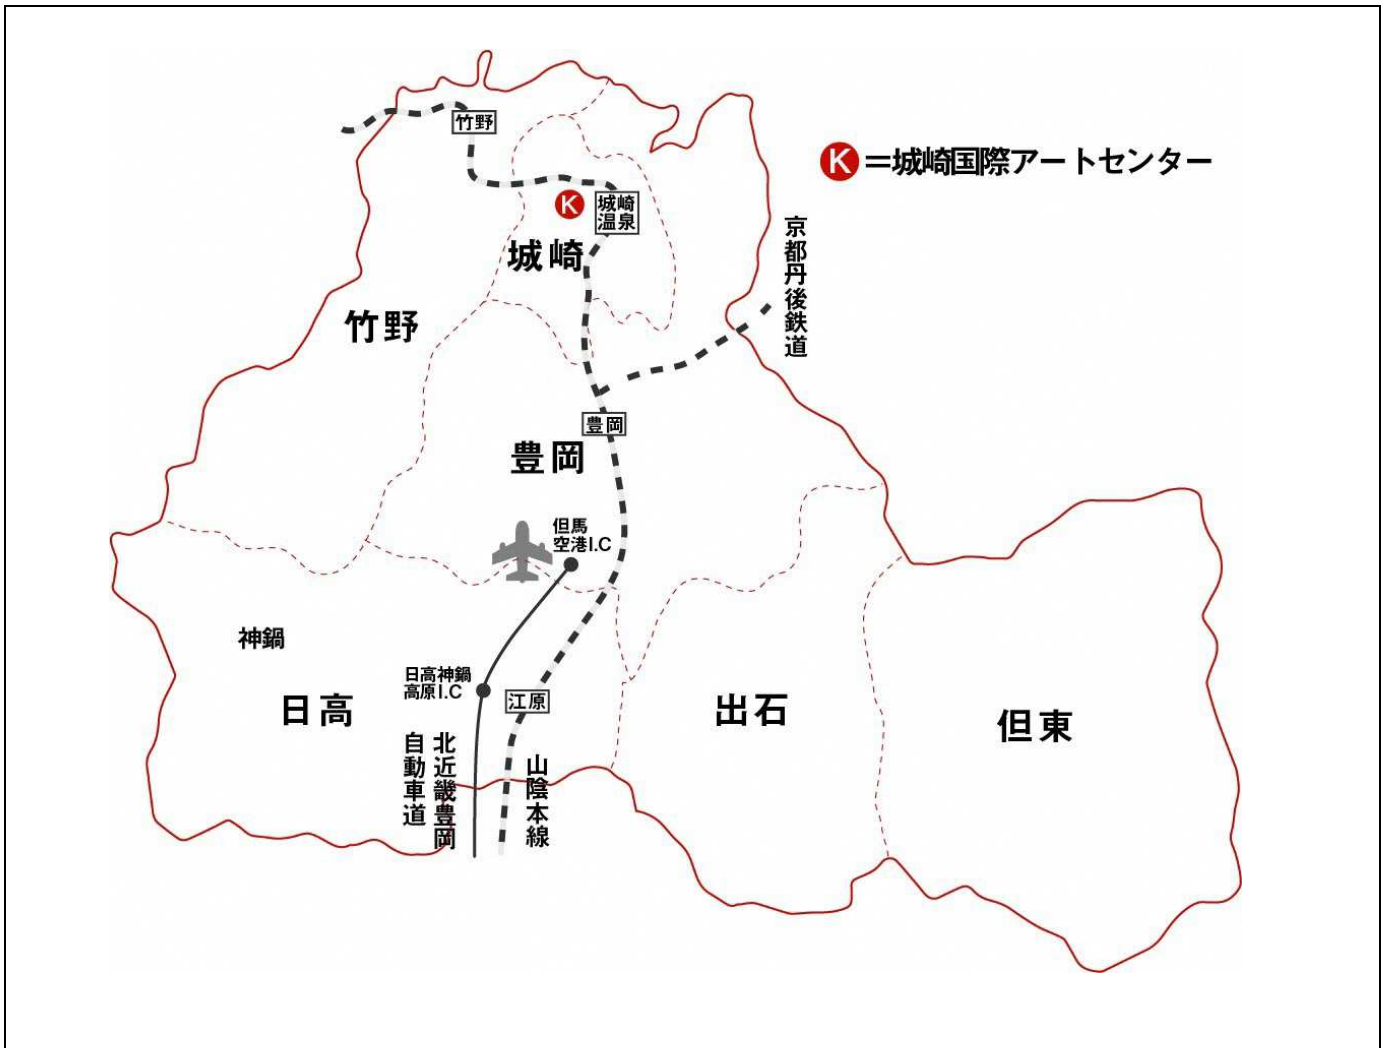 竹野
K＝城崎国際アートセンター
K
城崎
温泉
京都丹後鉄道
城崎
竹野
豊岡
豊岡
但馬
空港I.C
神鍋
日高神鍋
高原I.C
江原
日高
出石
但東
北近畿豊岡
自動車道
山陰本線